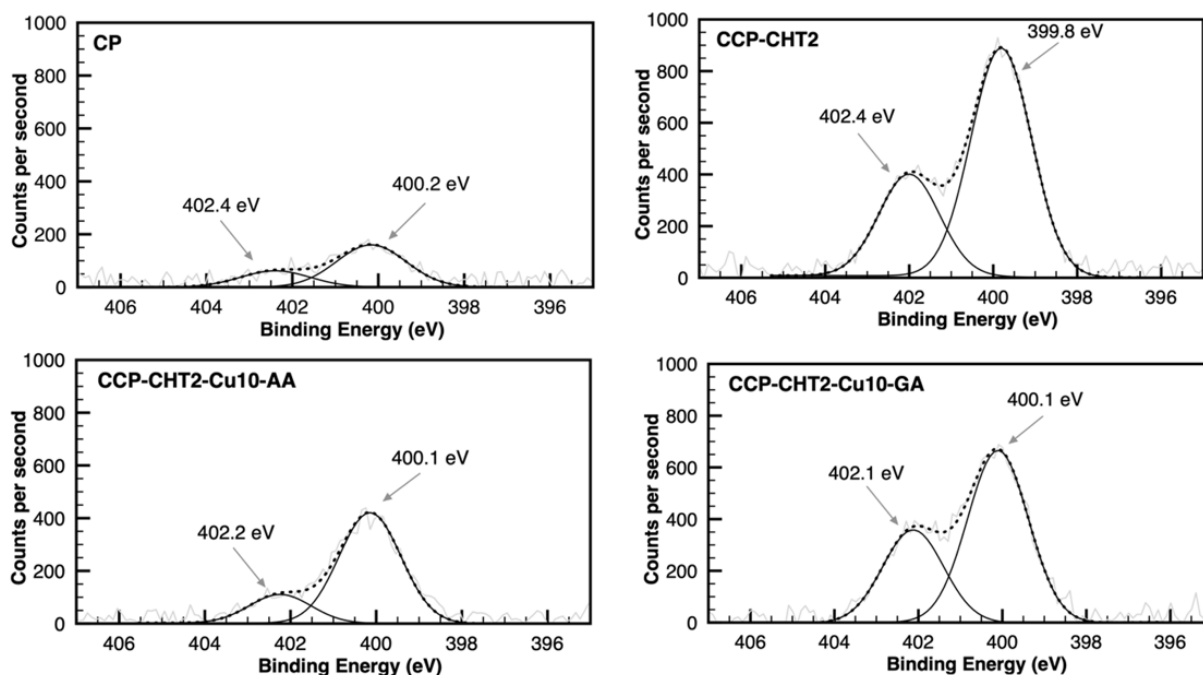 CP
1000
800
600
400
200
0
Counts per second
402.4 eV
400.2 eV
406 404 402 400 398 396
Binding Energy (eV)
CCP-CHT2
1000
800
600
400
200
0
Counts per second
402.4 eV
399.8 eV
406 404 402 400 398 396
Binding Energy (eV)
CCP-CHT2-Cu10-AA
1000
800
600
400
200
0
Counts per second
402.2 eV
400.1 eV
406 404 402 400 398 396
Binding Energy (eV)
CCP-CHT2-Cu10-GA
1000
800
600
400
200
0
Counts per second
402.1 eV
400.1 eV
406 404 402 400 398 396
Binding Energy (eV)